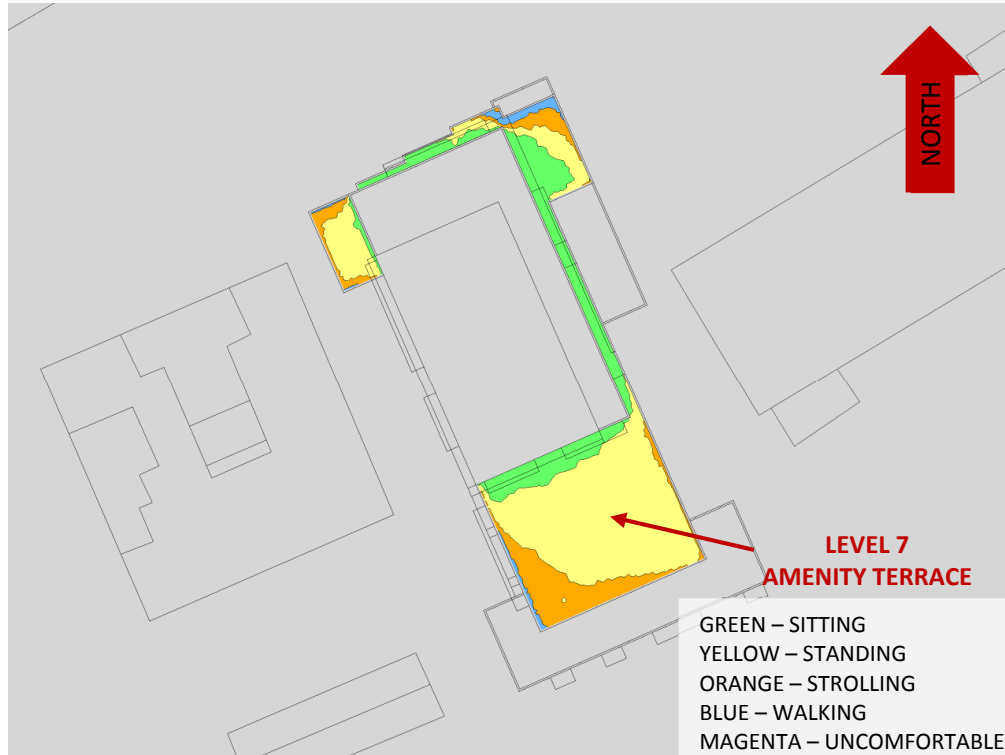 NORTH
LEVEL 7
AMENITY TERRACE
GREEN – SITTING
YELLOW – STANDING
ORANGE – STROLLING
BLUE – WALKING
MAGENTA – UNCOMFORTABLE